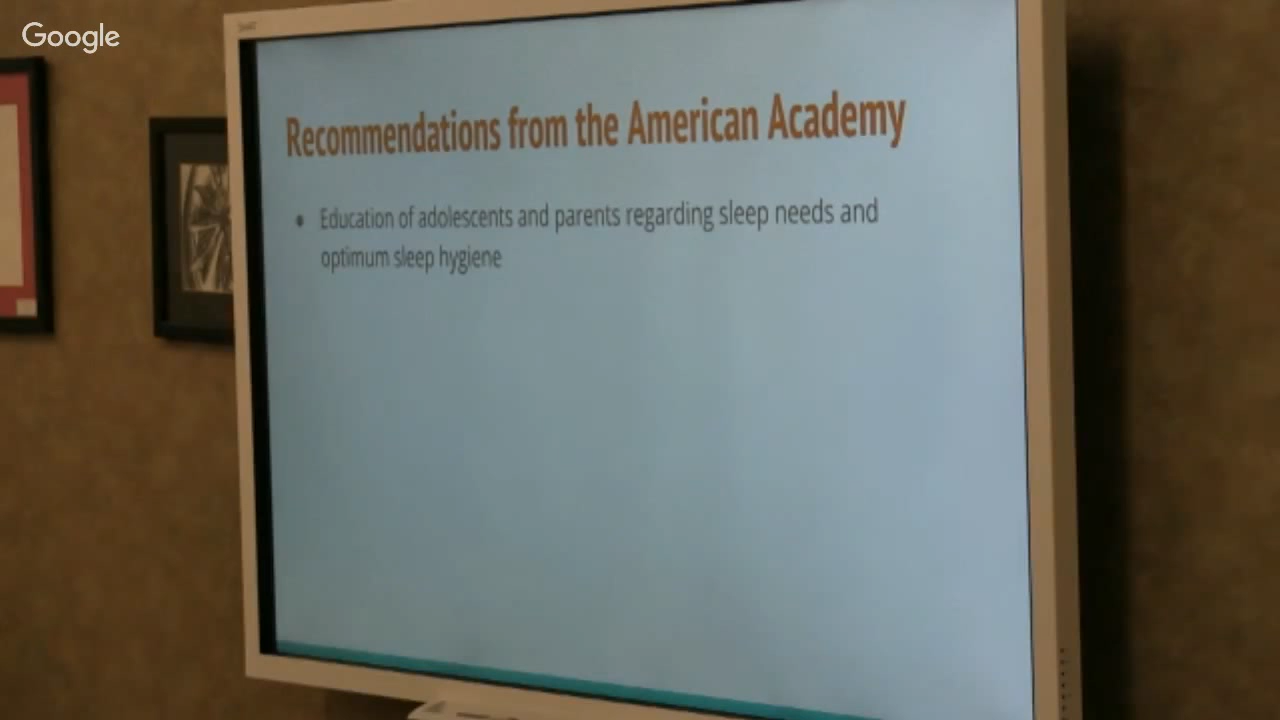 Google
Recommendations from the American Academy
• Education of adolescents and parents regarding sleep needs and
optimum sleep hygiene